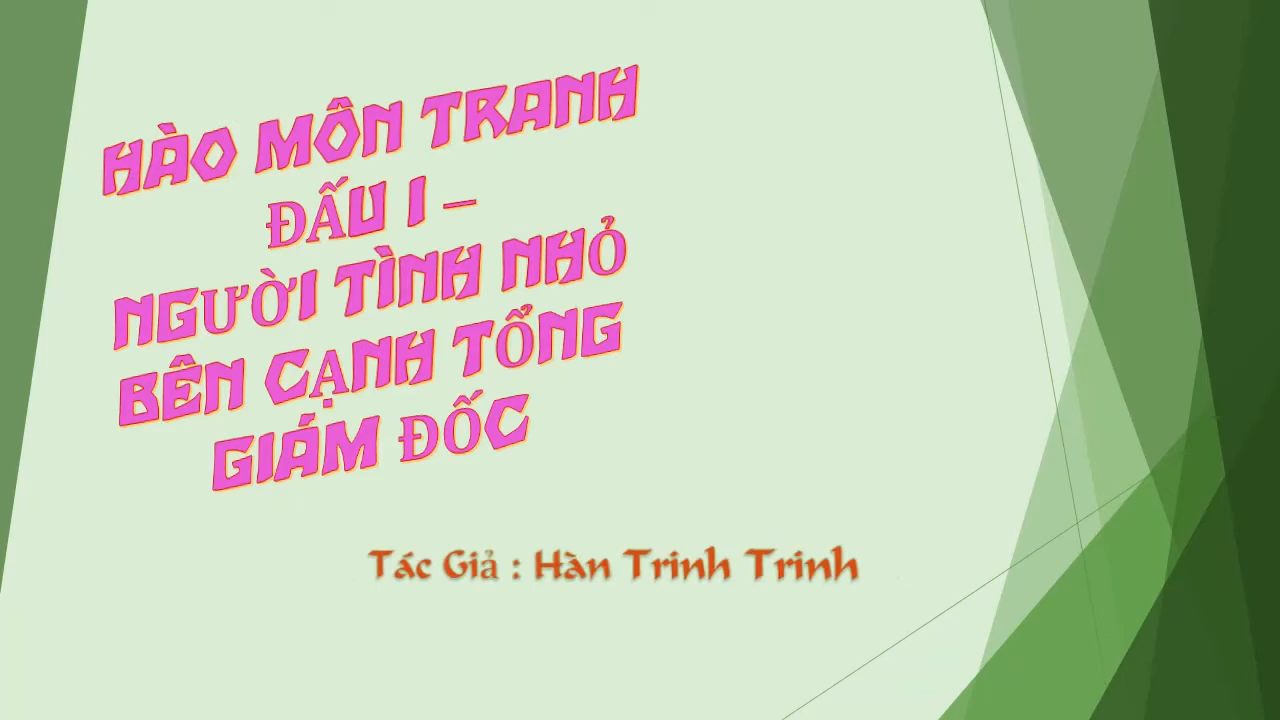 HÀO MÔN TRANH
ĐẤU I –
NGƯỜI TÌNH NHỎ
BÊN CẠNH TỔNG
GIÁM ĐỐC
Tác Giả : Hàn Trinh Trinh